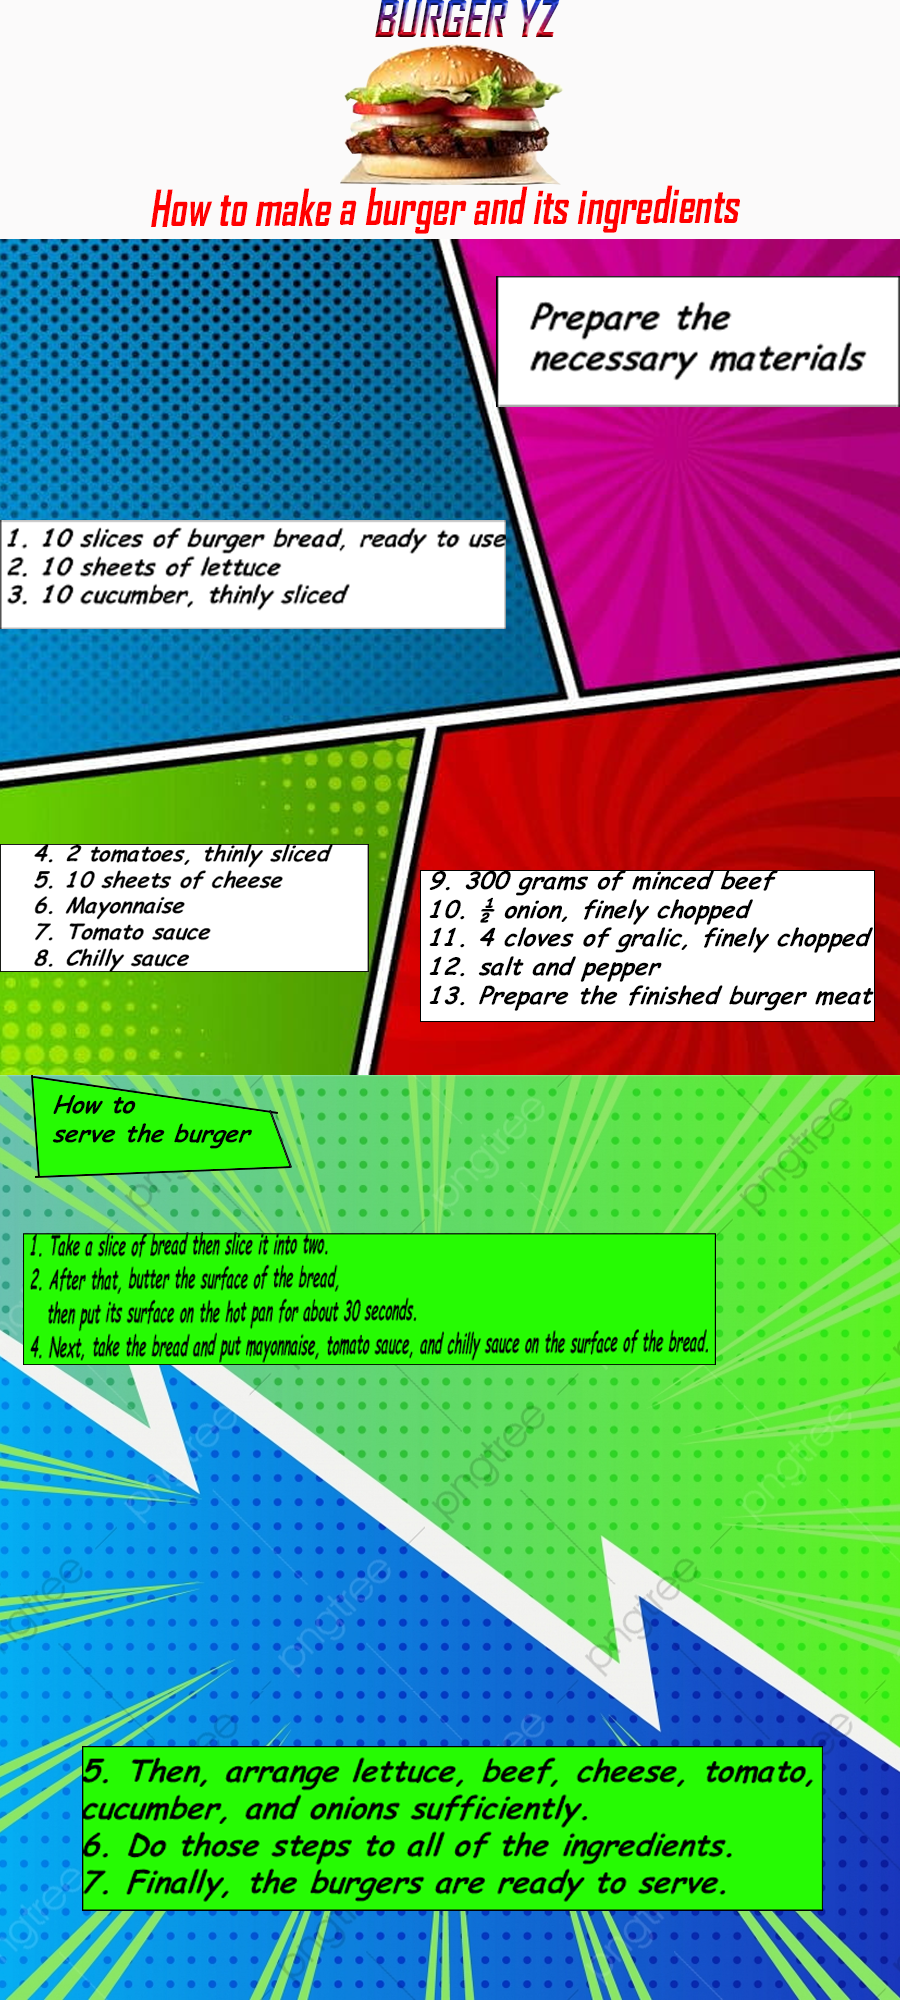 BURGER YZ
How to make a burger and its ingredients
Prepare the
necessary materials
1. 10 slices of burger bread, ready to use
2. 10 sheets of lettuce
3. 10 cucumber, thinly sliced
4. 2 tomatoes, thinly sliced
5. 10 sheets of cheese
6. Mayonnaise
7. Tomato sauce
8. Chilly sauce
9. 300 grams of minced beef
10. ½ onion, finely chopped
11. 4 cloves of gralic, finely chopped
12. salt and pepper
13. Prepare the finished burger meat
How to
serve the burger
1. Take a slice of bread then slice it into two.
2. After that, butter the surface of the bread,
then put its surface on the hot pan for about 30 seconds.
4. Next, take the bread and put mayonnaise, tomato sauce, and chilly sauce on the surface of the bread.
5. Then, arrange lettuce, beef, cheese, tomato,
cucumber, and onions sufficiently.
6. Do those steps to all of the ingredients.
7. Finally, the burgers are ready to serve.
pngtree
pngtree
pngtree
pngtree
pngtree
pngtree
pngtree
pngtree